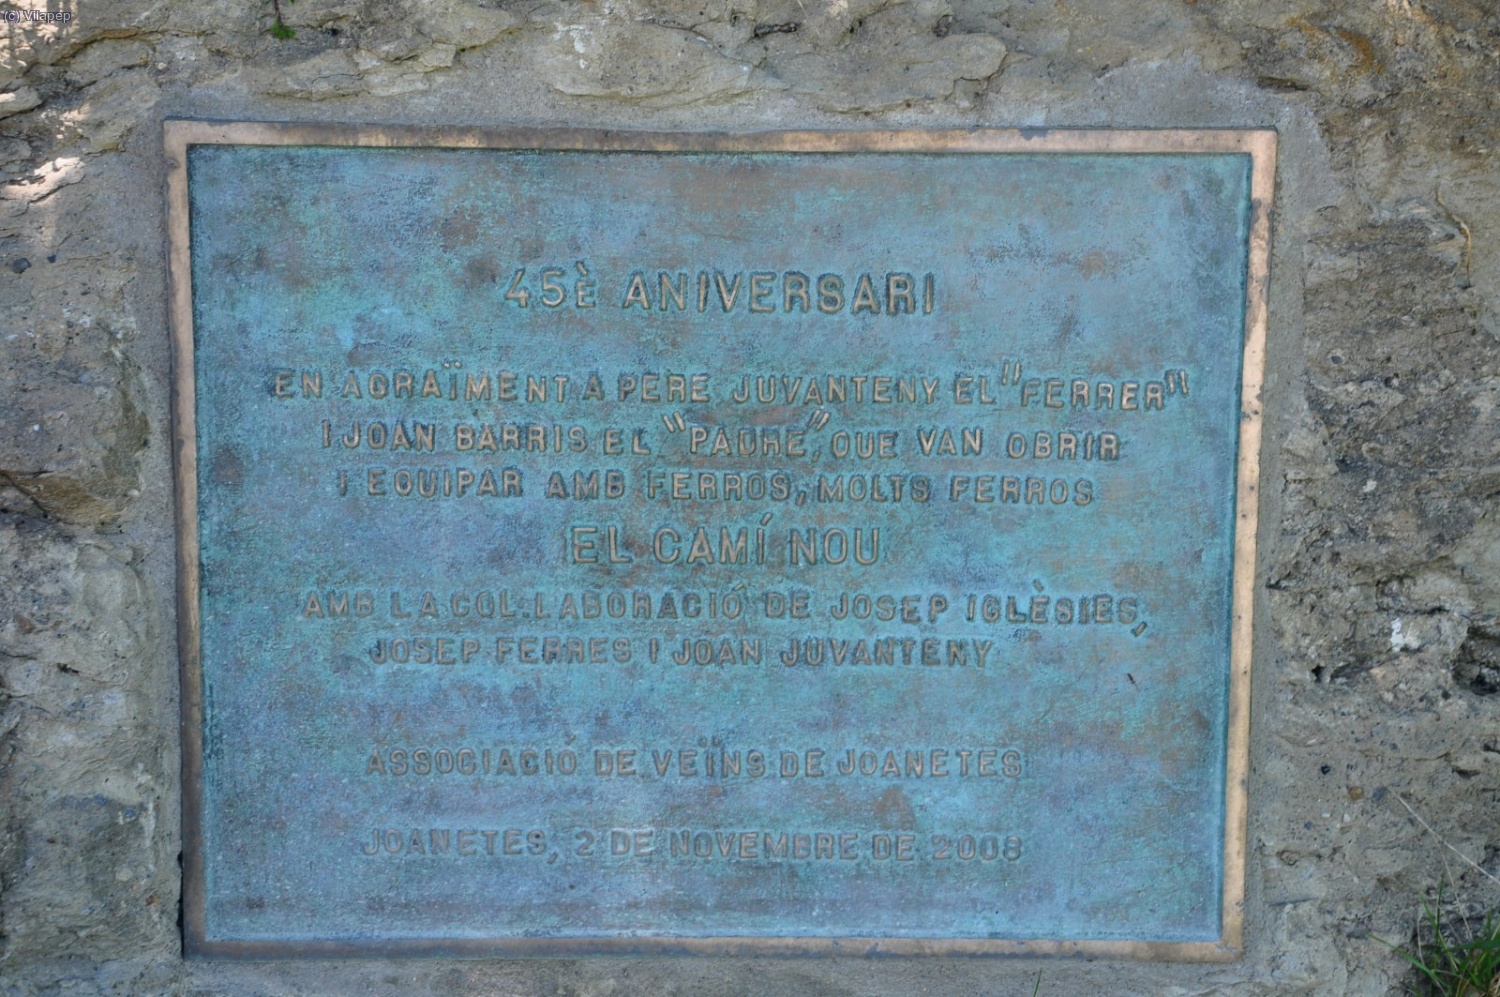 (c) Vilapep
45È ANIVERSARI
EN AGRAÏMENT A PERE JUVANTENY EL "FERRER"
I JOAN BARRIS EL "PADRE", QUE VAN OBRIR
I EQUIPAR AMB FERROS, MOLTS FERROS
EL CAMÍ NOU
AMB LA COL·LABORACIÓ DE JOSEP IGLÈSIES,
JOSEP FERRES I JOAN JUVANTENY
ASSOCIACIÓ DE VEÏNS DE JOANETES
JOANETES, 2 DE NOVEMBRE DE 2008